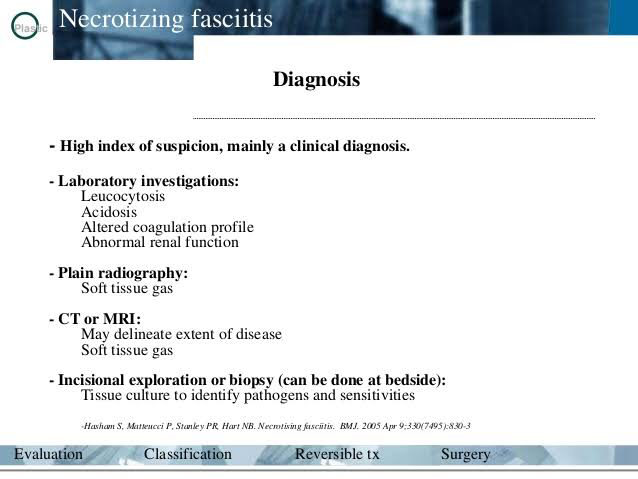 Plastic
Necrotizing fasciitis
Diagnosis
- High index of suspicion, mainly a clinical diagnosis.
- Laboratory investigations:
Leucocytosis
Acidosis
Altered coagulation profile
Abnormal renal function
- Plain radiography:
Soft tissue gas
- CT or MRI:
May delineate extent of disease
Soft tissue gas
- Incisional exploration or biopsy (can be done at bedside):
Tissue culture to identify pathogens and sensitivities
-Hasham S, Matteucci P, Stanley PR, Hart NB. Necrotising fasciitis. BMJ. 2005 Apr 9;330(7495):830-3
Evaluation Classification Reversible tx Surgery